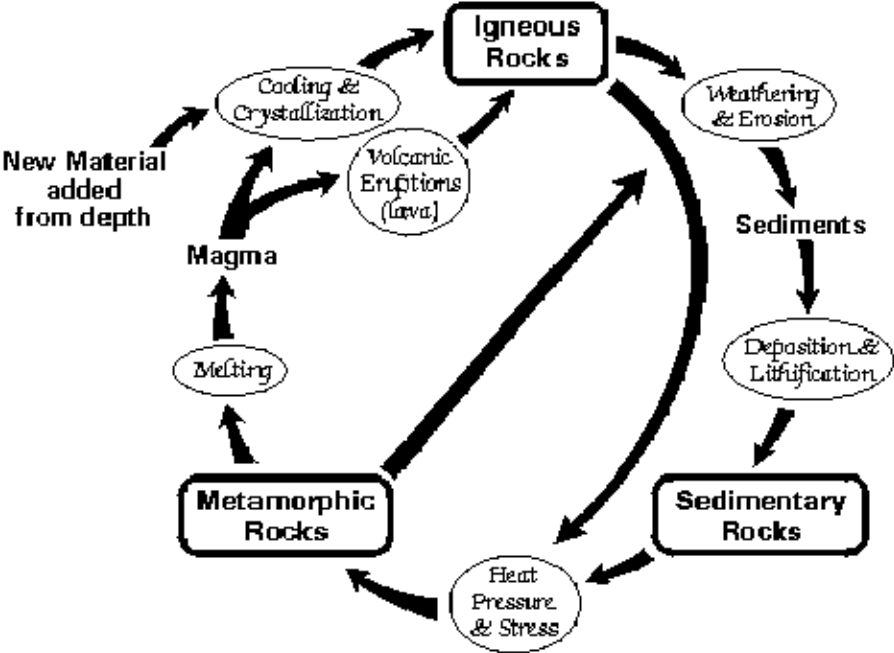 Igneous
Rocks
Cooling &
Crystallization
Weathering
& Erosion
New Material
added
from depth
Volcanic
Eruptions
(lava)
Magma
Sediments
Melting
Deposition &
Lithification
Metamorphic
Rocks
Sedimentary
Rocks
Heat
Pressure
& Stress